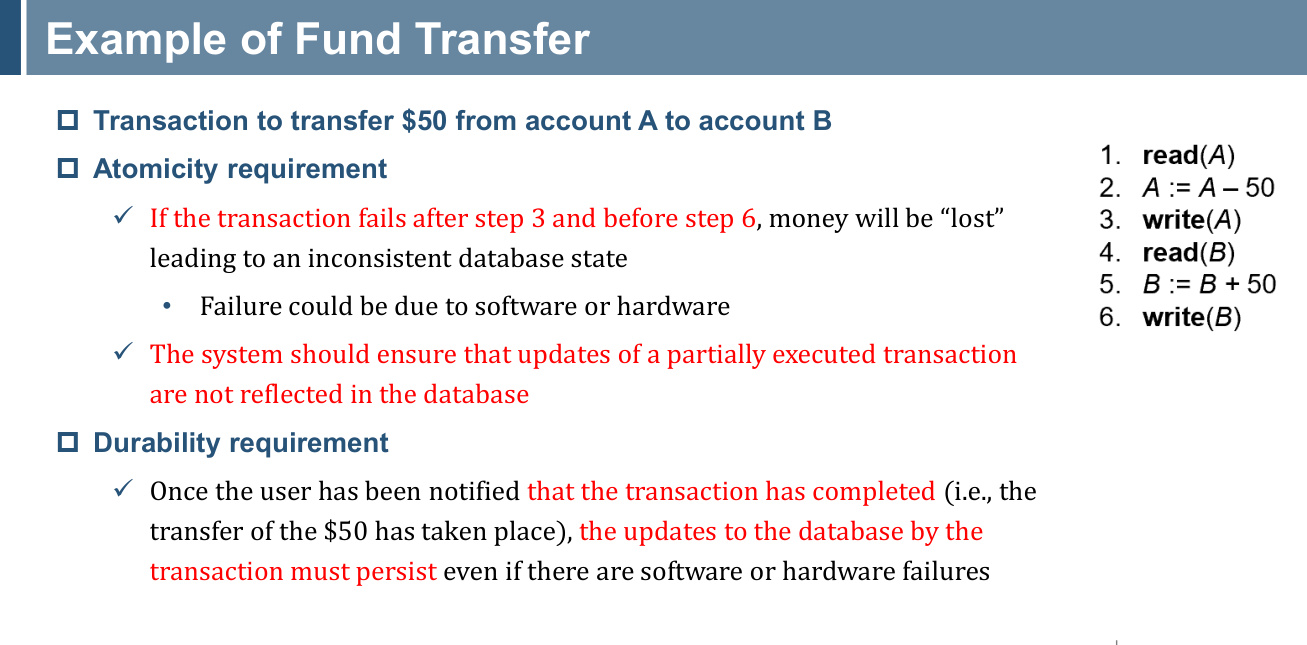 Example of Fund Transfer
Transaction to transfer $50 from account A to account B
Atomicity requirement
If the transaction fails after step 3 and before step 6, money will be “lost”
leading to an inconsistent database state
• Failure could be due to software or hardware
The system should ensure that updates of a partially executed transaction
are not reflected in the database
Durability requirement
Once the user has been notified that the transaction has completed (i.e., the
transfer of the $50 has taken place), the updates to the database by the
transaction must persist even if there are software or hardware failures
1. read(A)
2. A := A – 50
3. write(A)
4. read(B)
5. B := B + 50
6. write(B)